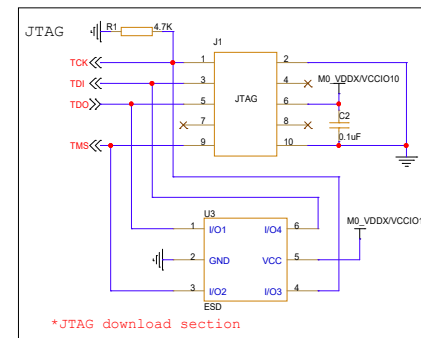 JTAG
R1
4.7K
J1
TCK
1
2
TDI
3
4
M0_VDDX/VCCIO10
TDO
5
JTAG
6
7
8
C2
0.1uF
TMS
9
10
U3
M0_VDDX/VCCIO1
1
I/O1
I/O4
6
2
GND
VCC
5
3
I/O2
I/O3
4
ESD
*JTAG download section